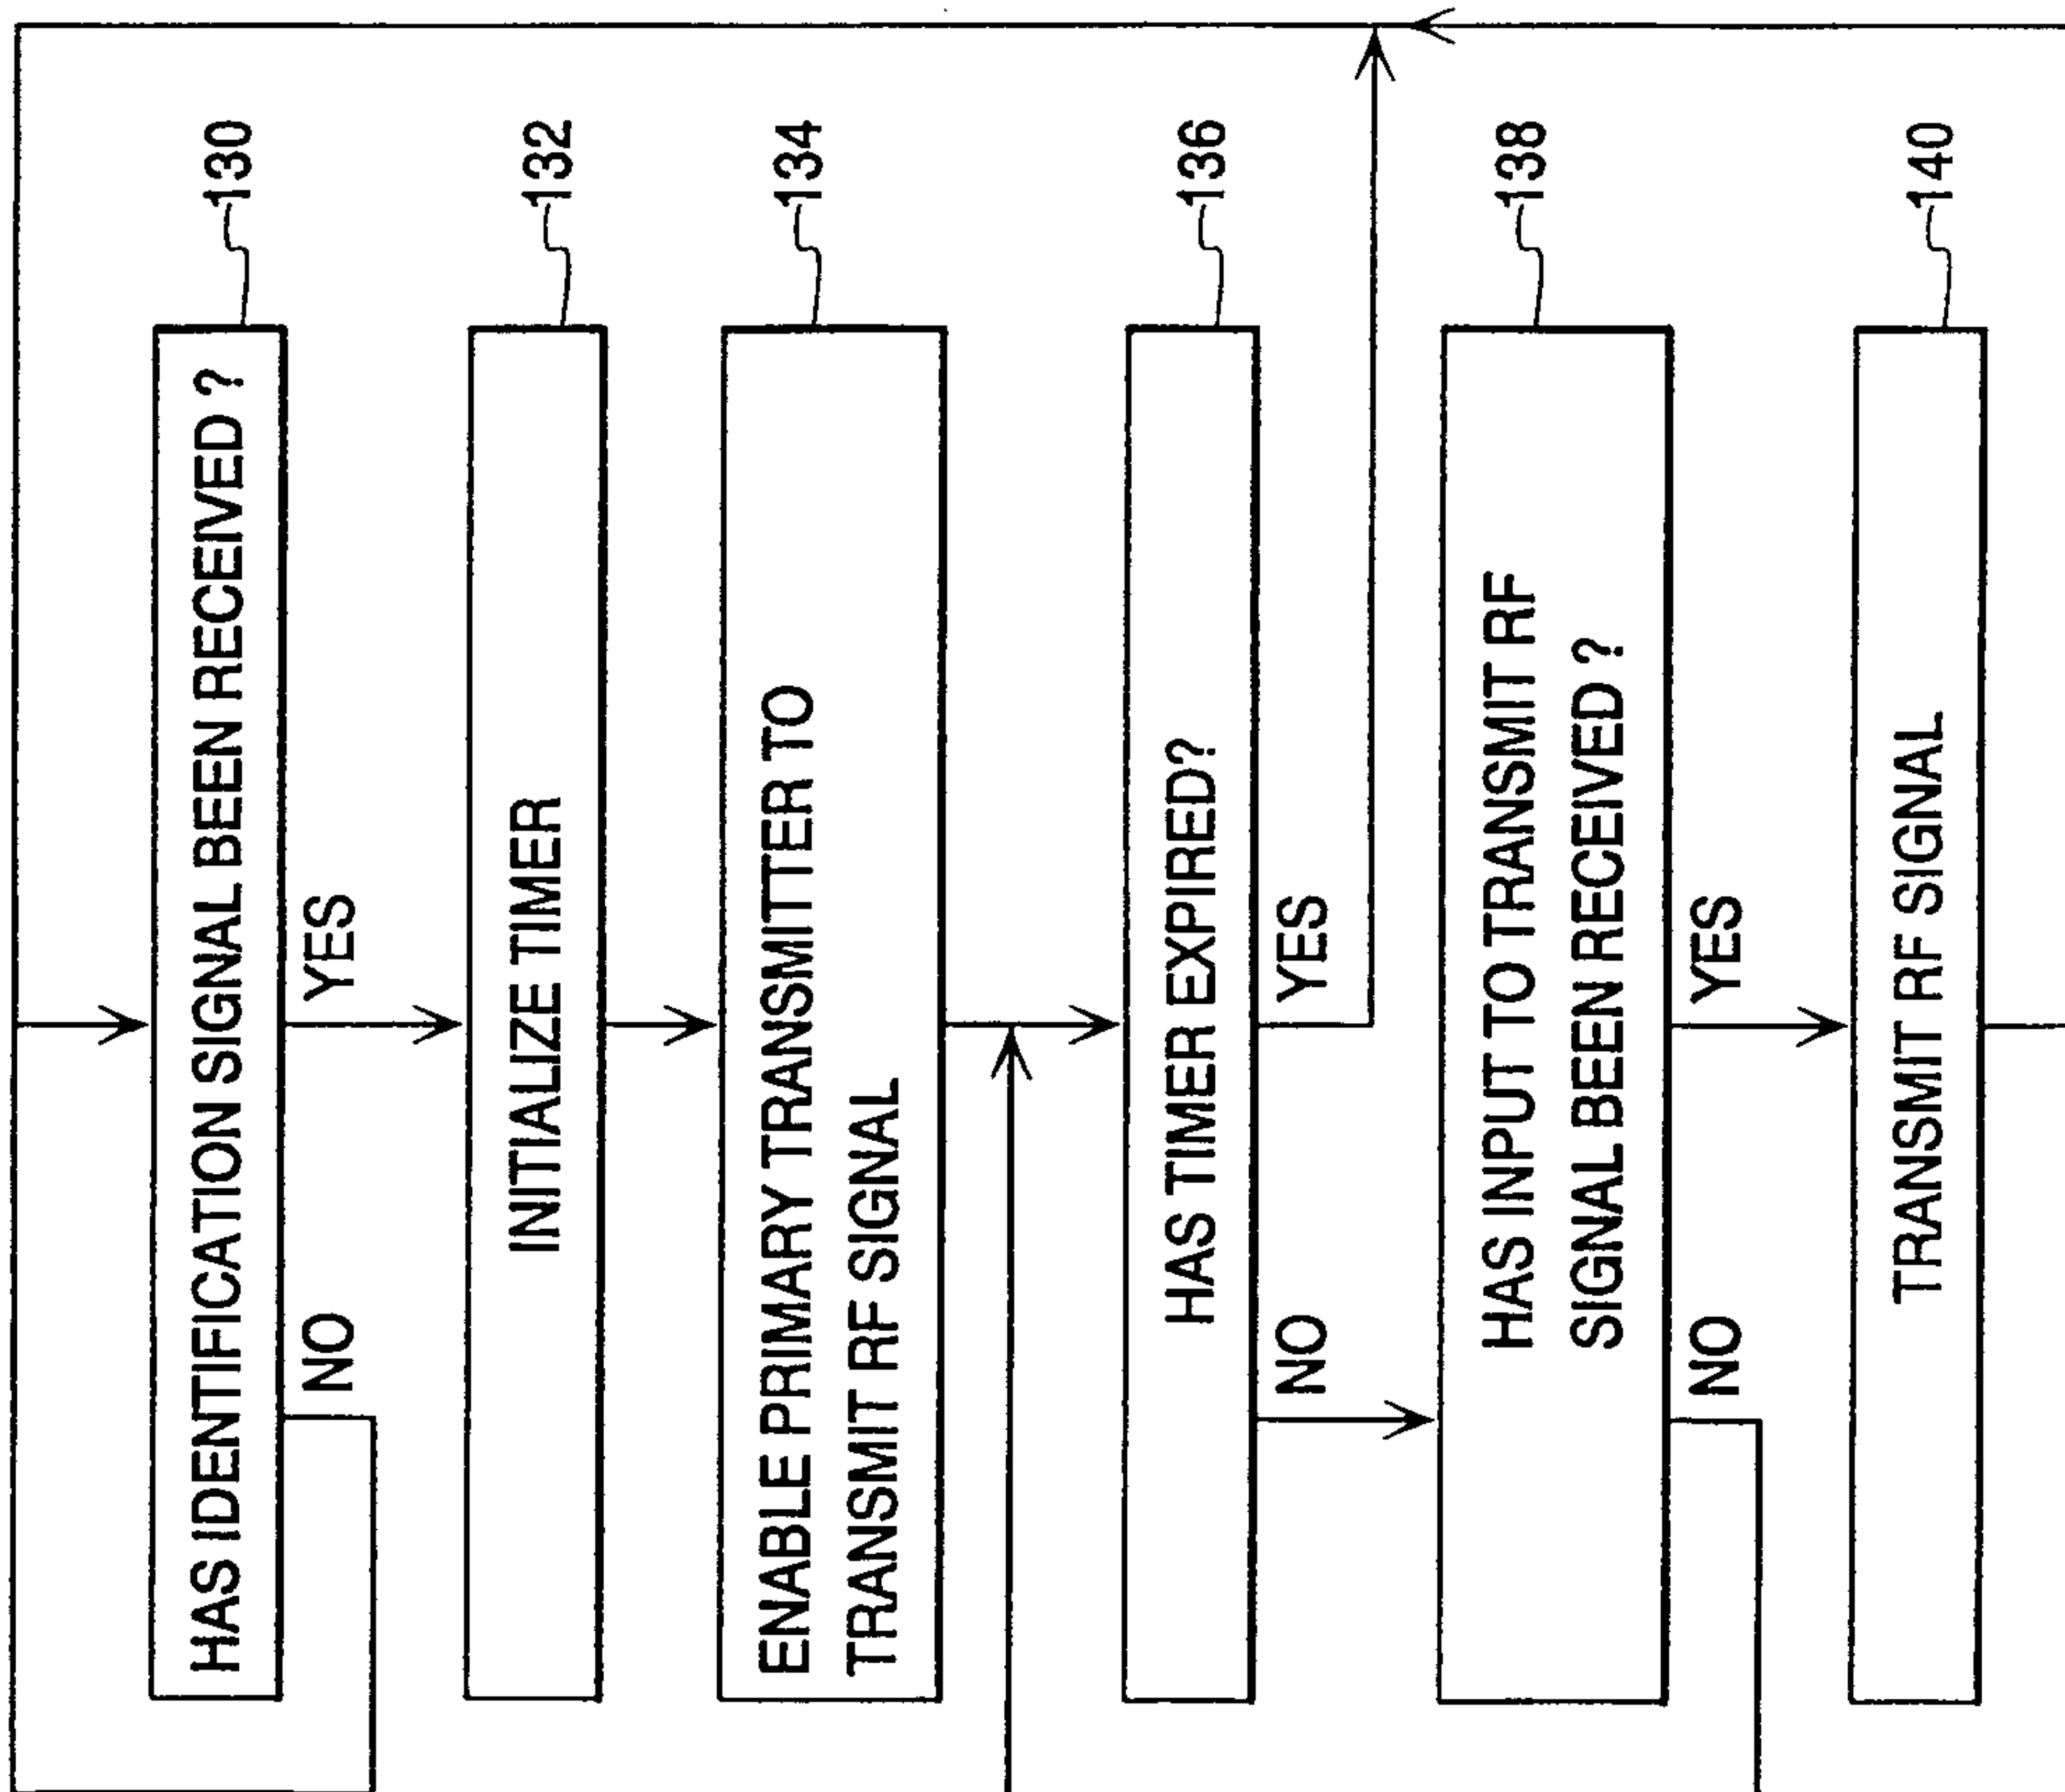 HAS IDENTIFICATION SIGNAL BEEN RECEIVED ?
130
NO
YES
INITIALIZE TIMER
132
ENABLE PRIMARY TRANSMITTER TO
TRANSMIT RF SIGNAL
134
HAS TIMER EXPIRED?
136
NO
YES
HAS INPUT TO TRANSMIT RF
SIGNAL BEEN RECEIVED ?
138
NO
YES
TRANSMIT RF SIGNAL
140